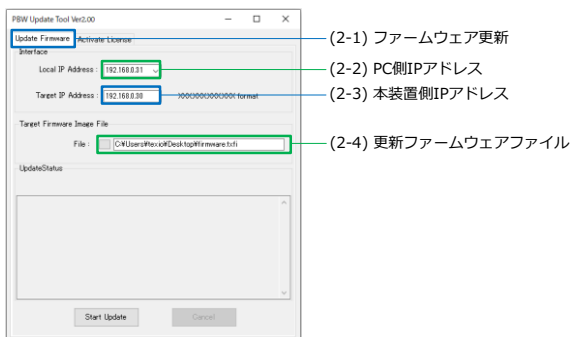 PBW Update Tool Ver2.00
Update Firmware
Activate License
(2-1) ファームウェア更新
Interface
Local IP Address :
192.168.0.31
(2-2) PC側IPアドレス
Target IP Address :
192.168.0.30
XXX.XXX.XXX.XXX format
(2-3) 本装置側IPアドレス
Target Firmware Image File
File :
C:¥Users¥texio¥Desktop¥firmware.txfi
(2-4) 更新ファームウェアファイル
UpdateStatus
Start Update
Cancel